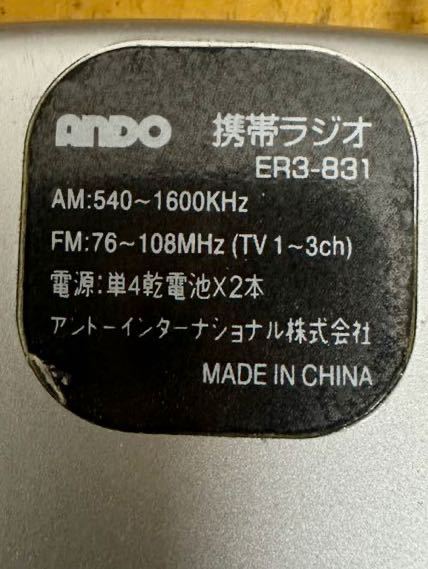 ANDO 携帯ラジオ
ER3-831
AM:540~1600KHz
FM:76~108MHz (TV 1~3ch)
電源:単4乾電池X2本
アントーインターナショナル株式会社
MADE IN CHINA